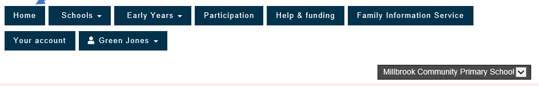 Home Schools Early Years Participation Help & funding Family Information Service
Your account Green Jones
Millbrook Community Primary School